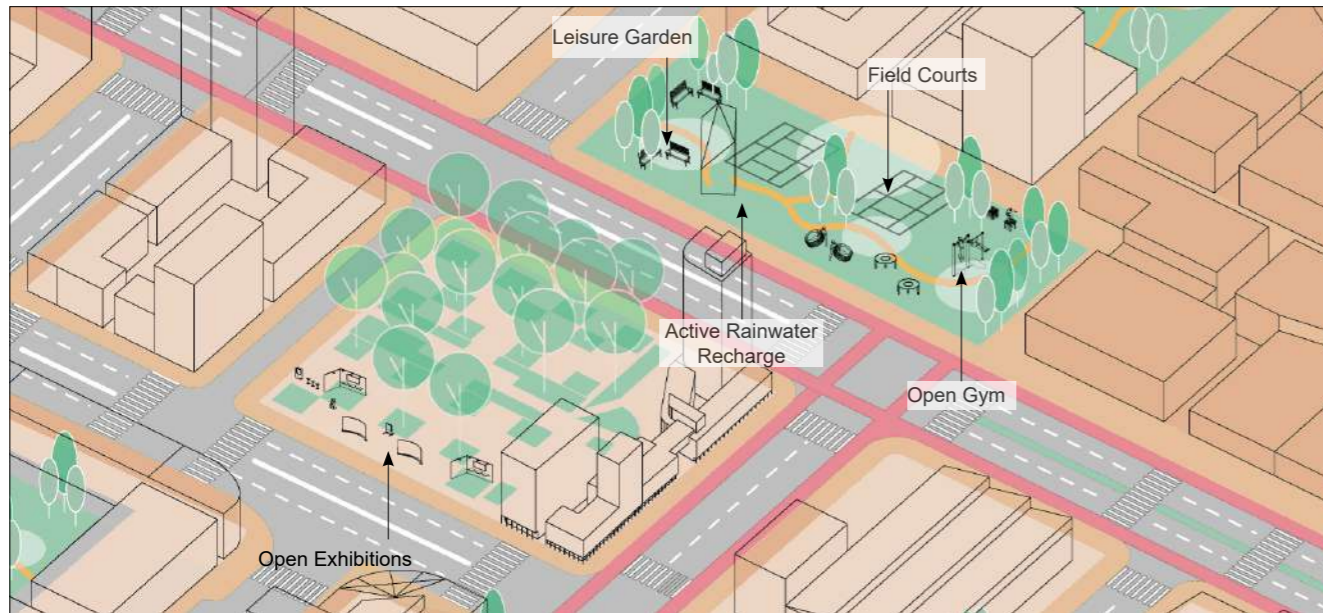 Leisure Garden
Field Courts
Active Rainwater
Recharge
Open Gym
Open Exhibitions